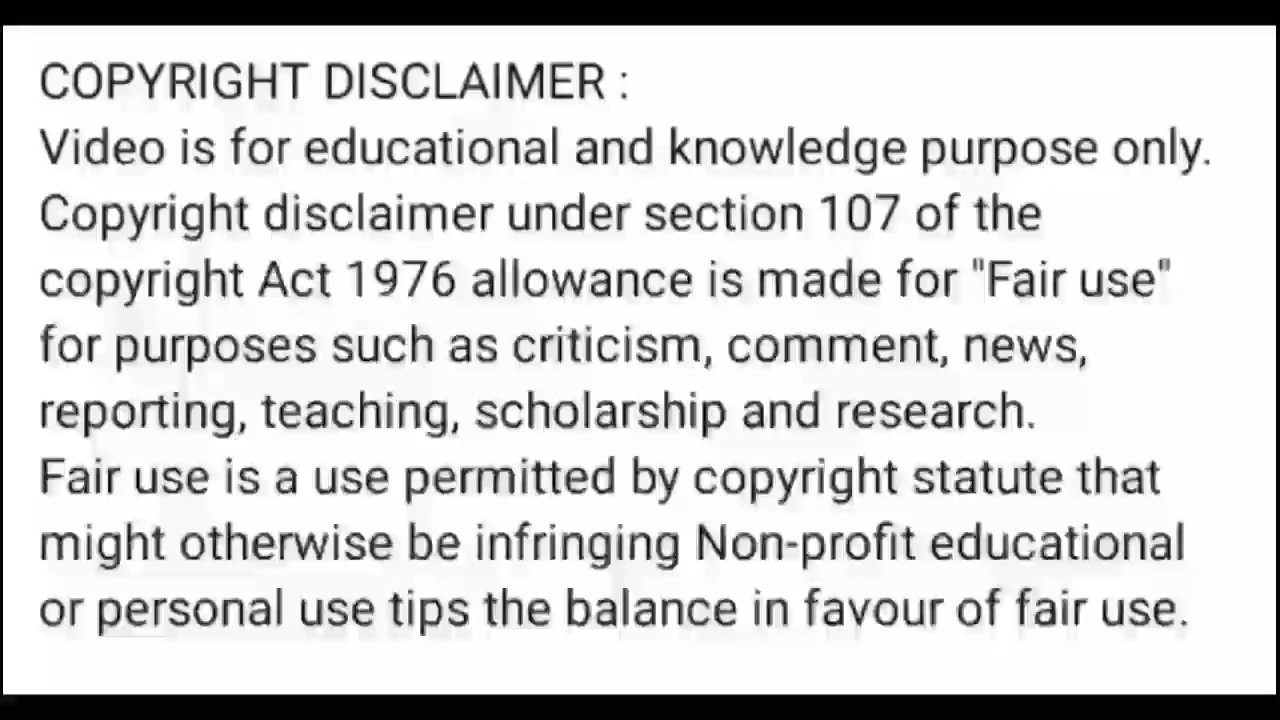 COPYRIGHT DISCLAIMER :
Video is for educational and knowledge purpose only.
Copyright disclaimer under section 107 of the
copyright Act 1976 allowance is made for "Fair use"
for purposes such as criticism, comment, news,
reporting, teaching, scholarship and research.
Fair use is a use permitted by copyright statute that
might otherwise be infringing Non-profit educational
or personal use tips the balance in favour of fair use.